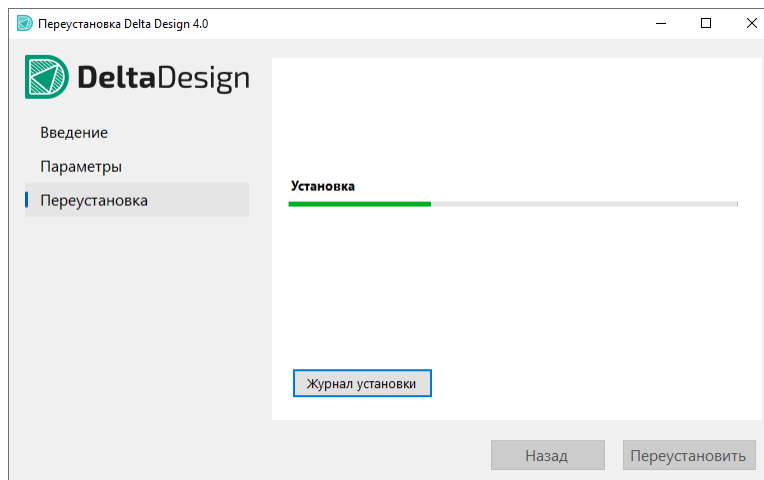 Переустановка Delta Design 4.0
DeltaDesign
Введение
Параметры
Переустановка
Установка
Журнал установки
Назад
Переустановить